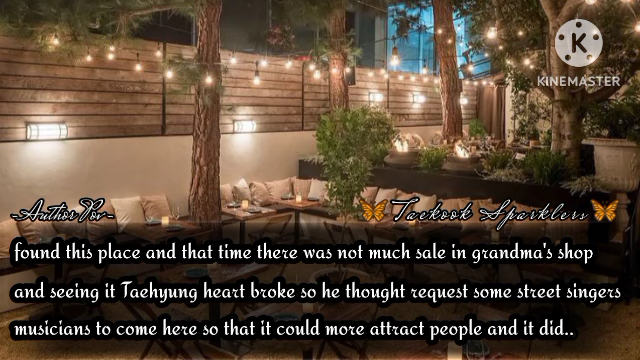 KINEMASTER
-Author Pov-
🦋Taekook Sparklers🦋
found this place and that time there was not much sale in grandma's shop
and seeing it Taehyung heart broke so he thought request some street singers
musicians to come here so that it could more attract people and it did..